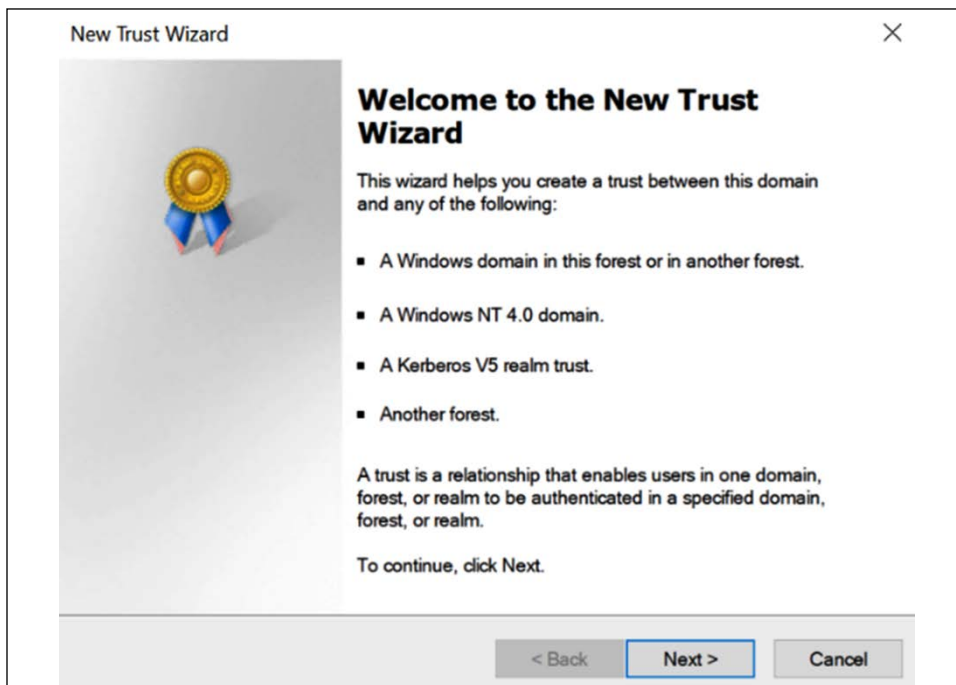 New Trust Wizard
Welcome to the New Trust
Wizard
This wizard helps you create a trust between this domain
and any of the following:
▪ A Windows domain in this forest or in another forest.
▪ A Windows NT 4.0 domain.
▪ A Kerberos V5 realm trust.
▪ Another forest.
A trust is a relationship that enables users in one domain,
forest, or realm to be authenticated in a specified domain,
forest, or realm.
To continue, click Next.
< Back
Next >
Cancel